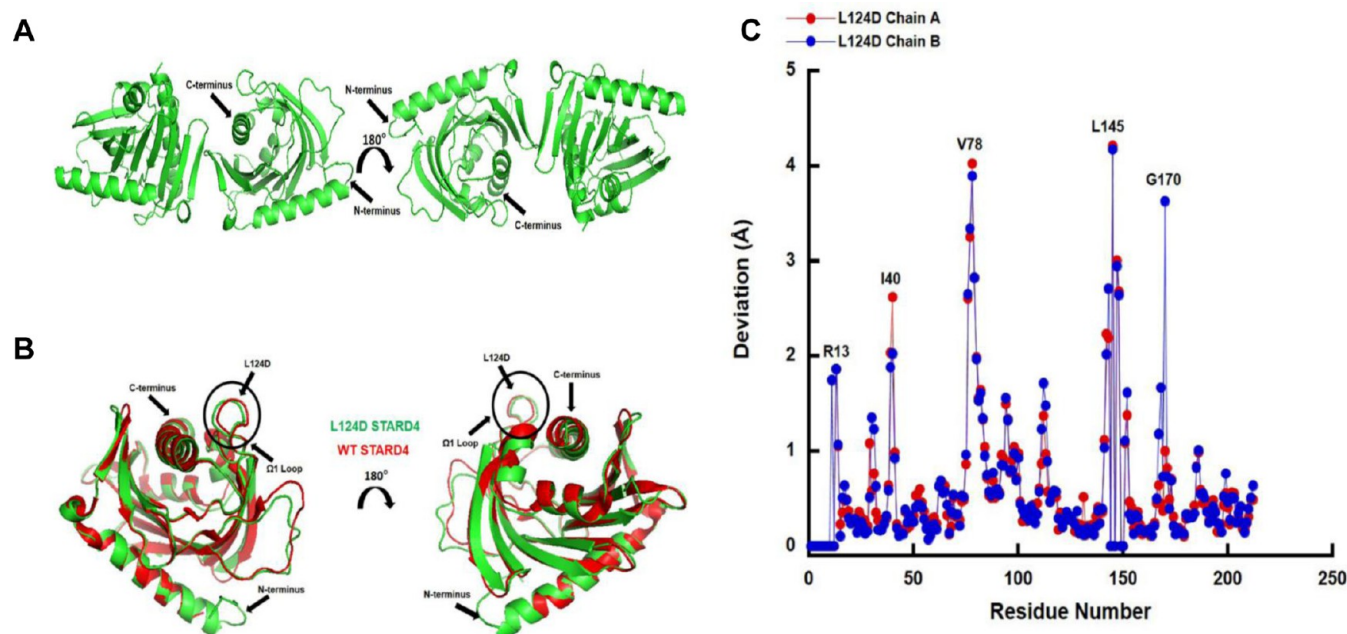 A
C-terminus
N-terminus
180°
N-terminus
C-terminus
B
L124D
C-terminus
Ω1 Loop
N-terminus
L124D STARD4
WT STARD4
180°
L124D
C-terminus
Ω1 Loop
N-terminus
C
L124D Chain A
L124D Chain B
Deviation (Å)
5
4
3
2
1
0
R13
I40
V78
L145
G170
0
50
100
150
200
250
Residue Number